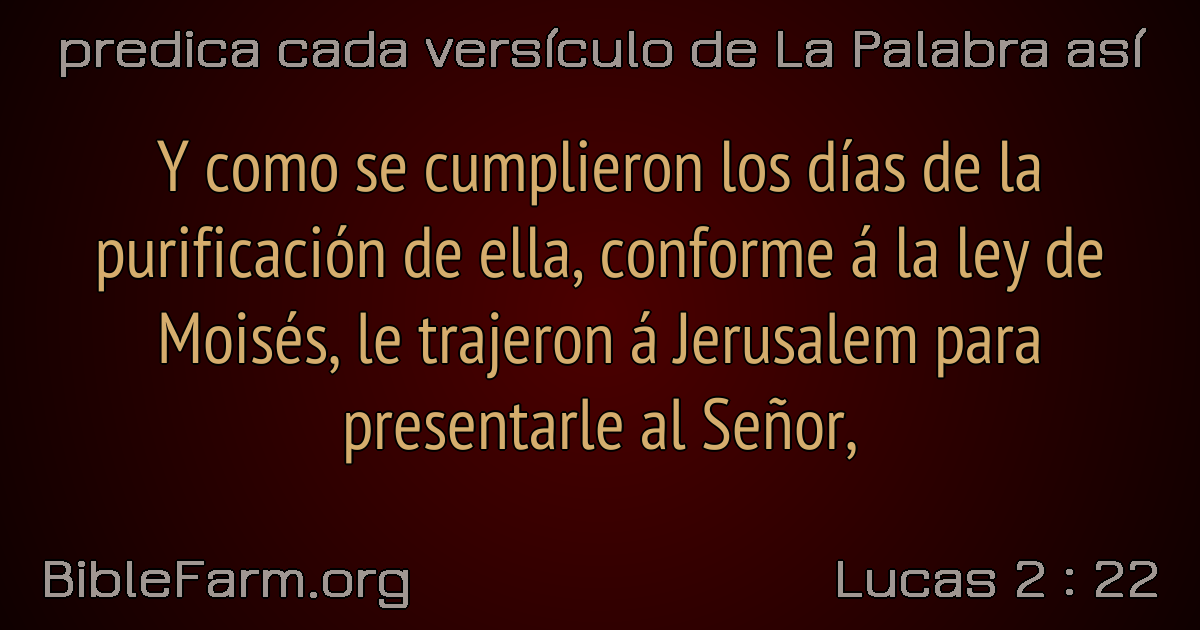 predica cada versículo de La Palabra así
Y como se cumplieron los días de la
purificación de ella, conforme á la ley de
Moisés, le trajeron á Jerusalem para
presentarle al Señor,
BibleFarm.org
Lucas 2 : 22